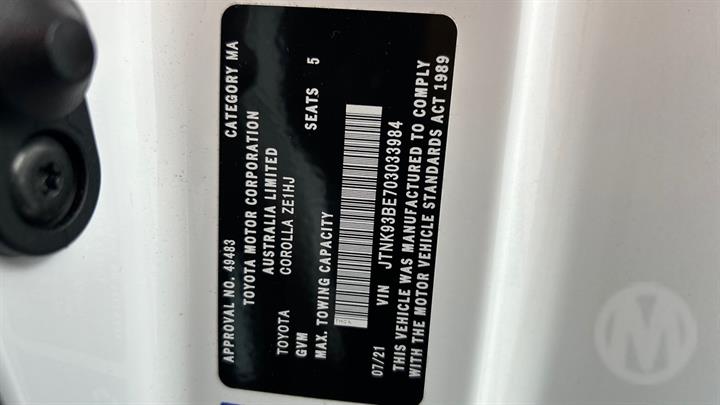 APPROVAL NO. 49483 CATEGORY MA
TOYOTA MOTOR CORPORATION
AUSTRALIA LIMITED
TOYOTA COROLLA ZE1HJ
GVM SEATS 5
MAX. TOWING CAPACITY
07/21 VIN JTNK93BE703033984
THIS VEHICLE WAS MANUFACTURED TO COMPLY
WITH THE MOTOR VEHICLE STANDARDS ACT 1989
M